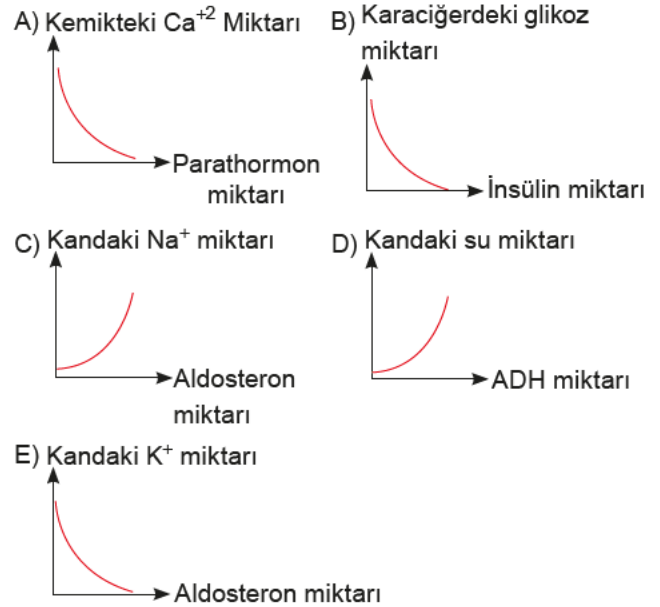 A) Kemikteki Ca⁺² Miktarı
Parathormon
miktarı
B) Karaciğerdeki glikoz
miktarı
İnsülin miktarı
C) Kandaki Na⁺ miktarı
Aldosteron
miktarı
D) Kandaki su miktarı
ADH miktarı
E) Kandaki K⁺ miktarı
Aldosteron miktarı